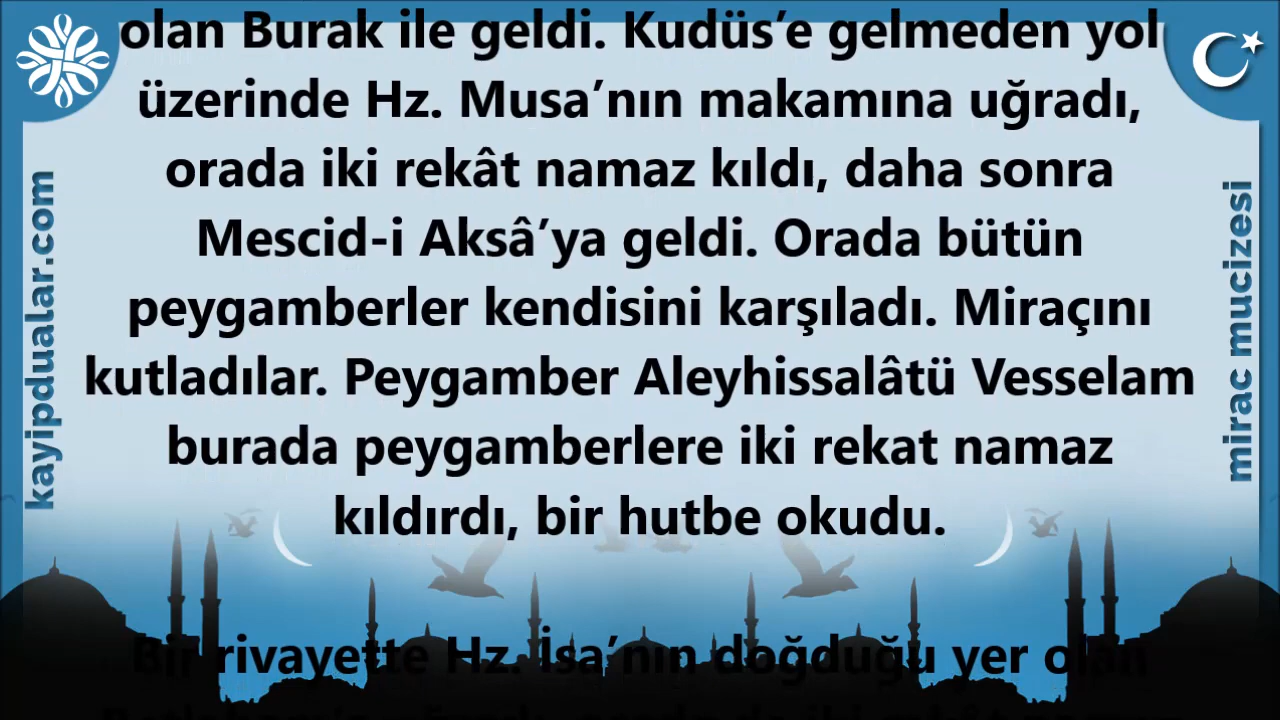 olan Burak ile geldi. Kudüs’e gelmeden yol
üzerinde Hz. Musa’nın makamına uğradı,
orada iki rekât namaz kıldı, daha sonra
Mescid-i Aksâ’ya geldi. Orada bütün
peygamberler kendisini karşıladı. Miraçını
kutladılar. Peygamber Aleyhissalâtü Vesselam
burada peygamberlere iki rekat namaz
kıldırdı, bir hutbe okudu.
Bir rivayette Hz. İsa’nın doğduğu yer olan
kayipdualar.com
mirac mucizesi